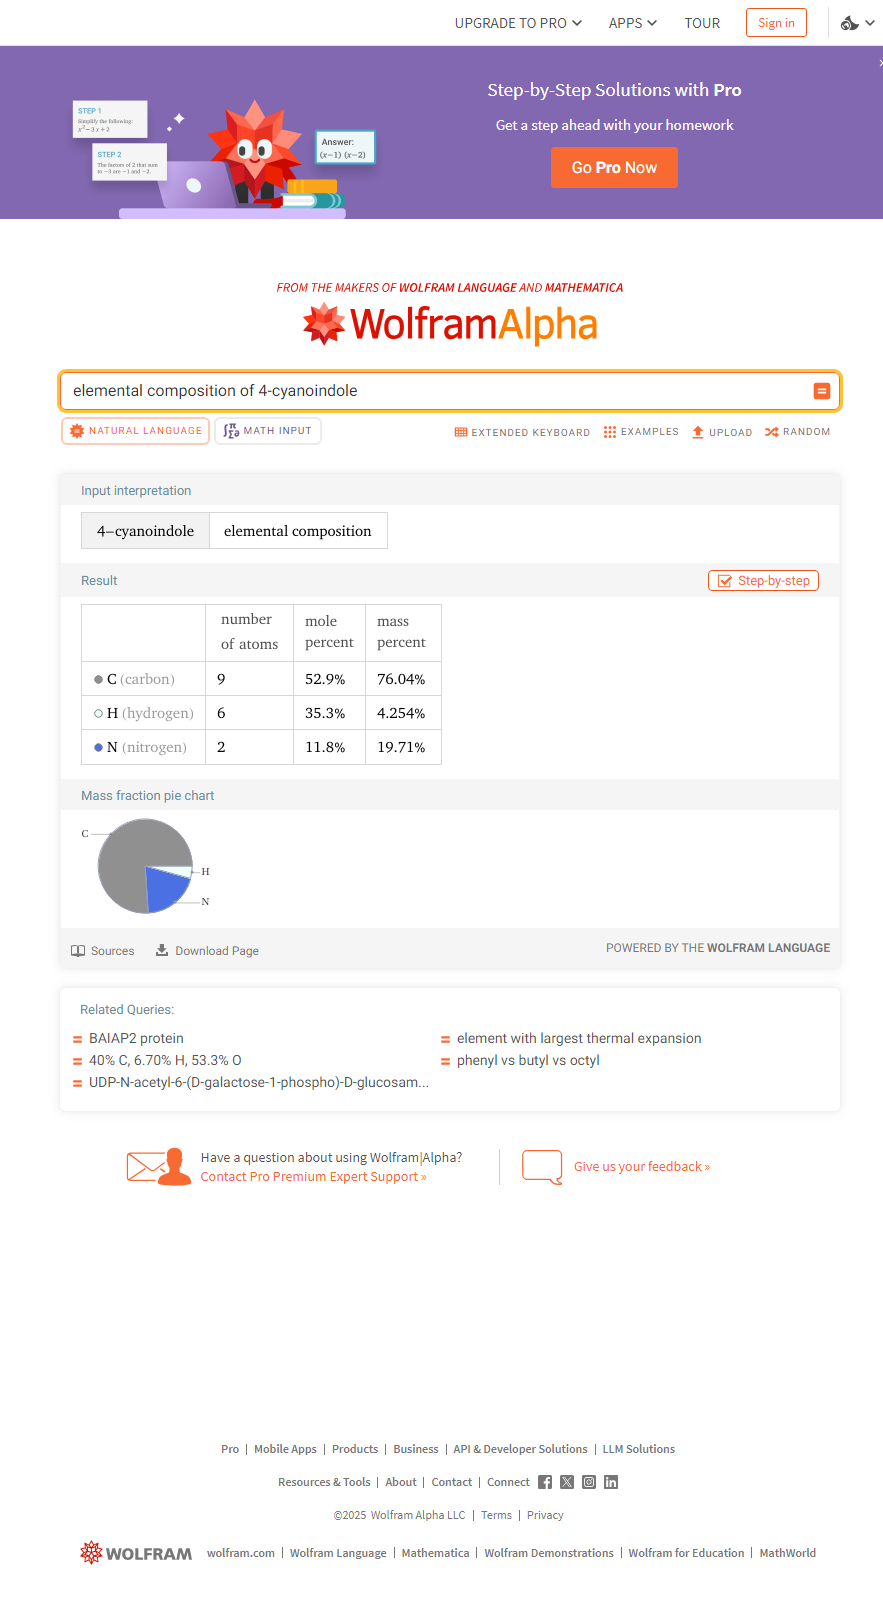 UPGRADE TO PRO APPS TOUR Sign in
Step-by-Step Solutions with Pro
Get a step ahead with your homework
Go Pro Now
STEP 1
Simplify the following:
x² − 3 x + 2
STEP 2
The factors of 2 that sum
to −3 are −1 and −2.
Answer:
(x−1) (x−2)
FROM THE MAKERS OF WOLFRAM LANGUAGE AND MATHEMATICA
WolframAlpha
elemental composition of 4-cyanoindole
NATURAL LANGUAGE MATH INPUT EXTENDED KEYBOARD EXAMPLES UPLOAD RANDOM
Input interpretation
4−cyanoindole elemental composition
Result Step-by-step
number of atoms mole percent mass percent
C (carbon) 9 52.9% 76.04%
H (hydrogen) 6 35.3% 4.254%
N (nitrogen) 2 11.8% 19.71%
Mass fraction pie chart
C
H
N
Sources Download Page POWERED BY THE WOLFRAM LANGUAGE
Related Queries:
BAIAP2 protein element with largest thermal expansion
40% C, 6.70% H, 53.3% O phenyl vs butyl vs octyl
UDP-N-acetyl-6-(D-galactose-1-phospho)-D-glucosam...
Have a question about using Wolfram|Alpha?
Contact Pro Premium Expert Support »
Give us your feedback »
Pro | Mobile Apps | Products | Business | API & Developer Solutions | LLM Solutions
Resources & Tools | About | Contact | Connect
©2025 Wolfram Alpha LLC | Terms | Privacy
WOLFRAM wolfram.com | Wolfram Language | Mathematica | Wolfram Demonstrations | Wolfram for Education | MathWorld